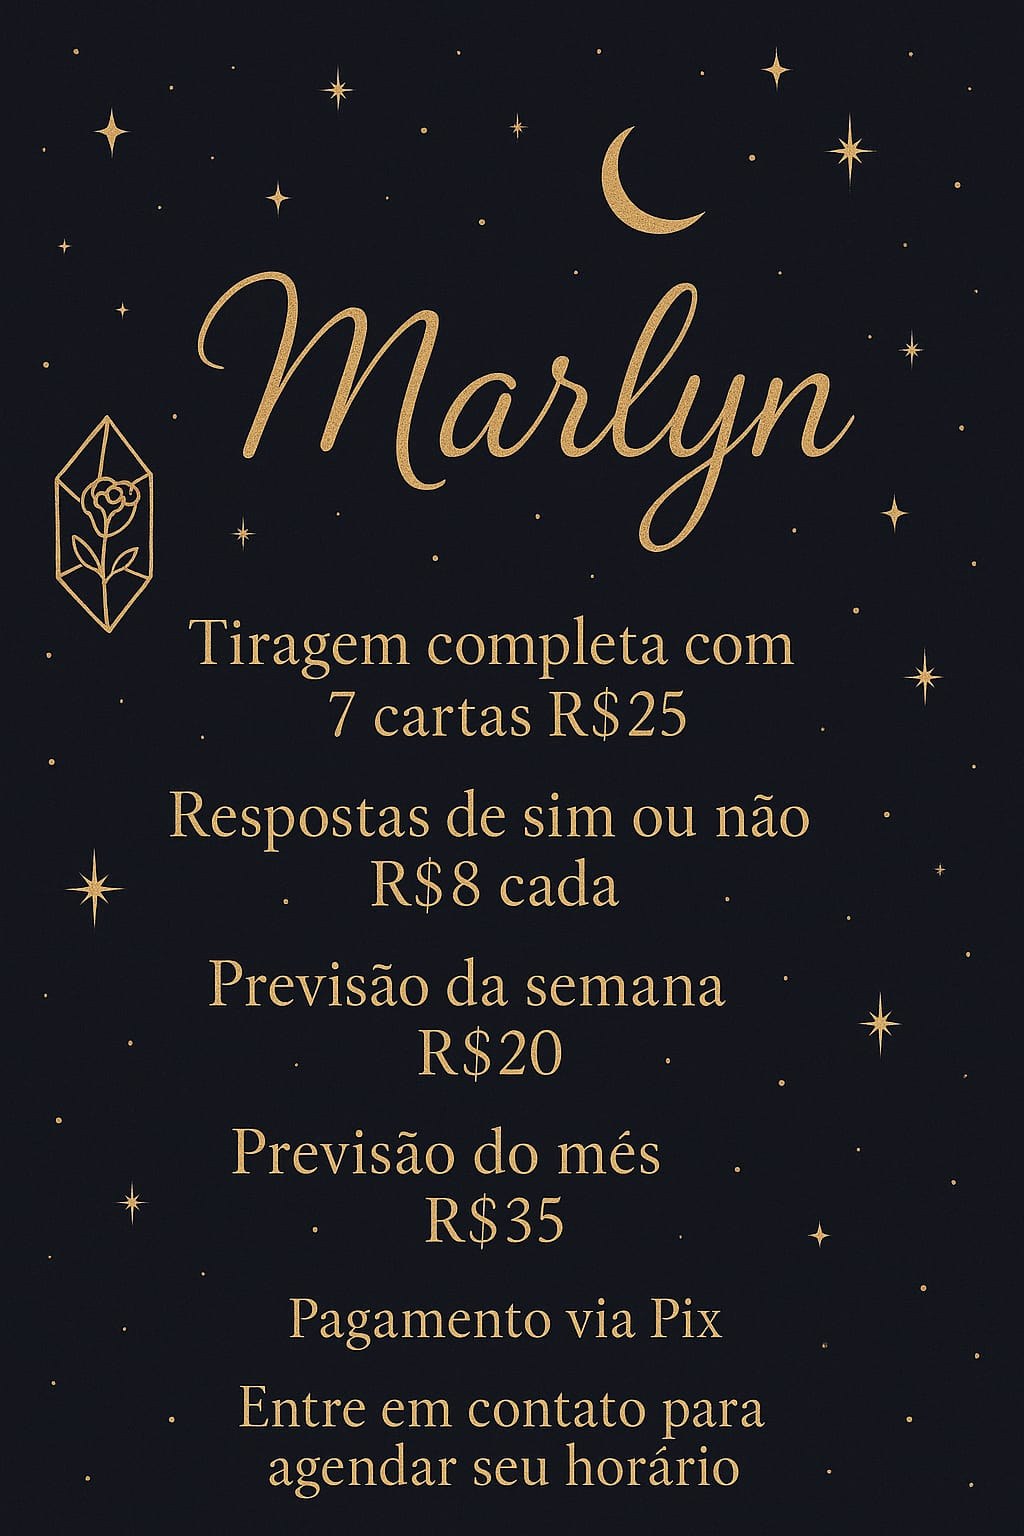 Marlyn
Tiragem completa com
7 cartas R$25
Respostas de sim ou não
R$8 cada
Previsão da semana
R$20
Previsão do més
R$35
Pagamento via Pix
Entre em contato para
agendar seu horário